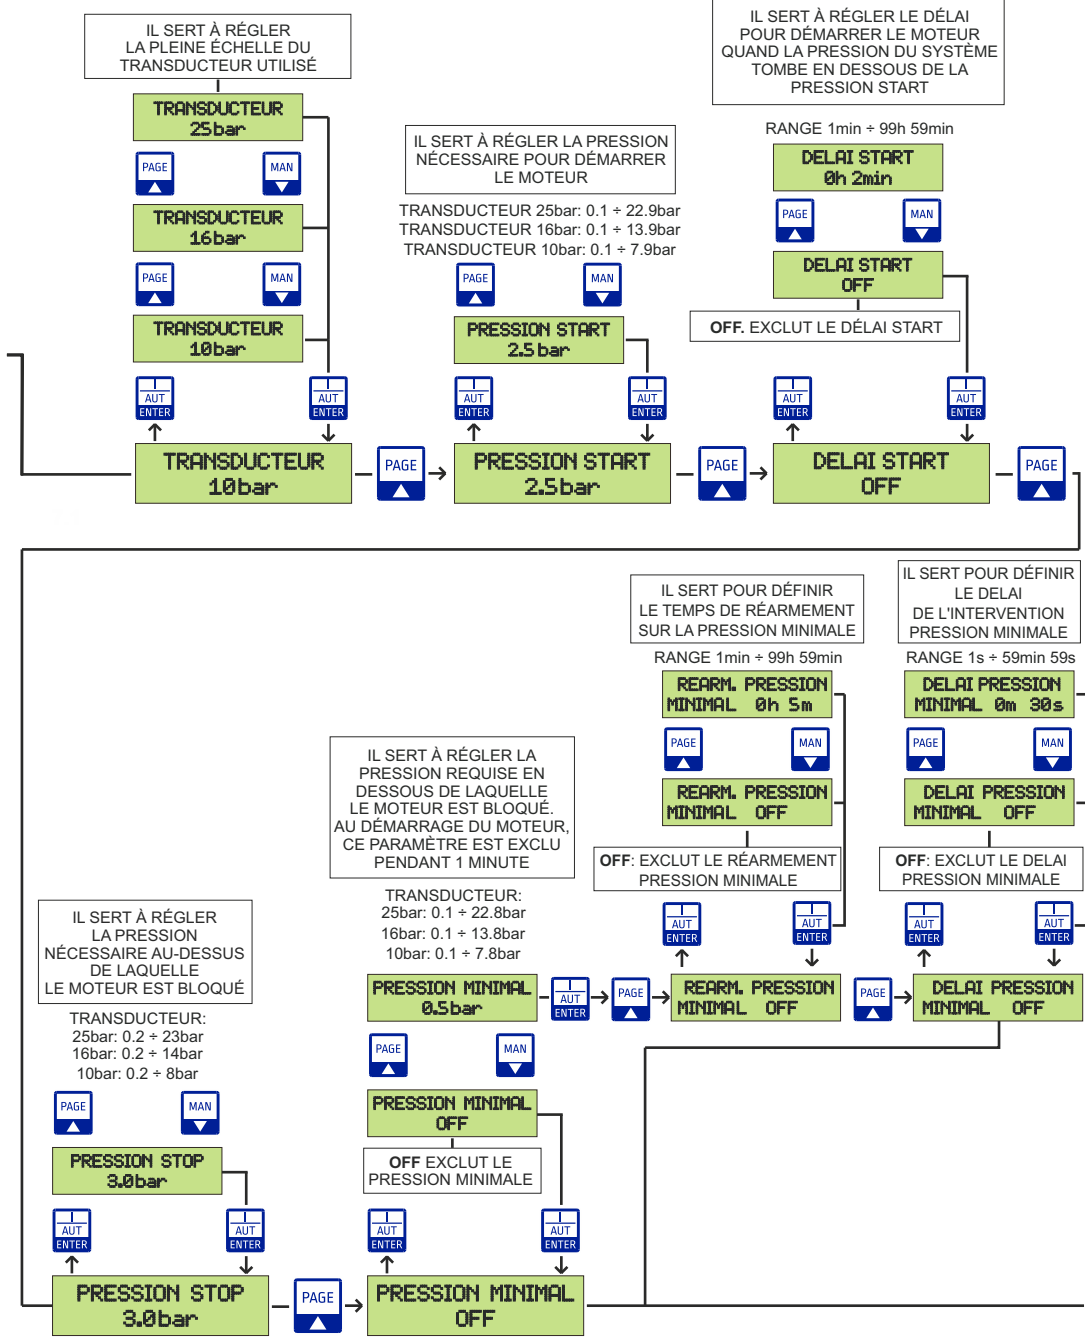 IL SERT À RÉGLER
LA PLEINE ÉCHELLE DU
TRANSDUCTEUR UTILISÉ
TRANSDUCTEUR
25bar
PAGE
MAN
TRANSDUCTEUR
16bar
PAGE
MAN
TRANSDUCTEUR
10bar
AUT
ENTER
AUT
ENTER
TRANSDUCTEUR
10bar
PAGE
IL SERT À RÉGLER LA PRESSION
NÉCESSAIRE POUR DÉMARRER
LE MOTEUR
TRANSDUCTEUR 25bar: 0.1 ÷ 22.9bar
TRANSDUCTEUR 16bar: 0.1 ÷ 13.9bar
TRANSDUCTEUR 10bar: 0.1 ÷ 7.9bar
PAGE
MAN
PRESSION START
2.5bar
AUT
ENTER
AUT
ENTER
PRESSION START
2.5bar
PAGE
IL SERT À RÉGLER LE DÉLAI
POUR DÉMARRER LE MOTEUR
QUAND LA PRESSION DU SYSTÈME
TOMBE EN DESSOUS DE LA
PRESSION START
RANGE 1min ÷ 99h 59min
DELAI START
0h 2min
PAGE
MAN
DELAI START
OFF
OFF. EXCLUT LE DÉLAI START
AUT
ENTER
AUT
ENTER
DELAI START
OFF
PAGE
IL SERT À RÉGLER
LA PRESSION
NÉCESSAIRE AU-DESSUS
DE LAQUELLE
LE MOTEUR EST BLOQUÉ
TRANSDUCTEUR:
25bar: 0.2 ÷ 23bar
16bar: 0.2 ÷ 14bar
10bar: 0.2 ÷ 8bar
PAGE
MAN
PRESSION STOP
3.0bar
AUT
ENTER
AUT
ENTER
PRESSION STOP
3.0bar
PAGE
IL SERT À RÉGLER LA
PRESSION REQUISE EN
DESSOUS DE LAQUELLE
LE MOTEUR EST BLOQUÉ.
AU DÉMARRAGE DU MOTEUR,
CE PARAMÈTRE EST EXCLU
PENDANT 1 MINUTE
TRANSDUCTEUR:
25bar: 0.1 ÷ 22.8bar
16bar: 0.1 ÷ 13.8bar
10bar: 0.1 ÷ 7.8bar
PRESSION MINIMAL
0.5bar
AUT
ENTER
PAGE
PAGE
MAN
PRESSION MINIMAL
OFF
OFF EXCLUT LE
PRESSION MINIMALE
AUT
ENTER
AUT
ENTER
PRESSION MINIMAL
OFF
IL SERT POUR DÉFINIR
LE TEMPS DE RÉARMEMENT
SUR LA PRESSION MINIMALE
RANGE 1min ÷ 99h 59min
REARM. PRESSION
MINIMAL 0h 5m
PAGE
MAN
REARM. PRESSION
MINIMAL OFF
OFF: EXCLUT LE RÉARMEMENT
PRESSION MINIMALE
AUT
ENTER
AUT
ENTER
REARM. PRESSION
MINIMAL OFF
PAGE
IL SERT POUR DÉFINIR
LE DELAI
DE L'INTERVENTION
PRESSION MINIMALE
RANGE 1s ÷ 59min 59s
DELAI PRESSION
MINIMAL 0m 30s
PAGE
MAN
DELAI PRESSION
MINIMAL OFF
OFF: EXCLUT LE DELAI
PRESSION MINIMALE
AUT
ENTER
AUT
ENTER
DELAI PRESSION
MINIMAL OFF